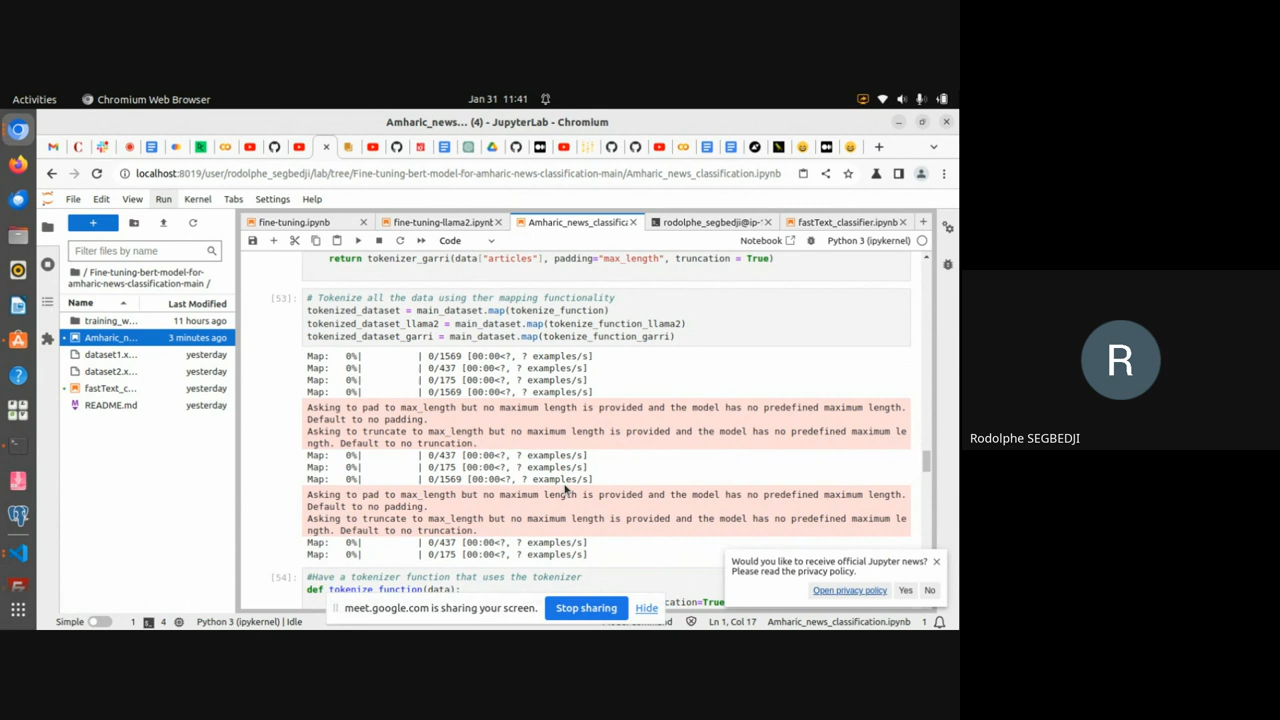 Activities
Chromium Web Browser
Jan 31 11:41
Amharic_news... (4) - JupyterLab - Chromium
localhost:8019/user/rodolphe_segbedji/lab/tree/Fine-tuning-bert-model-for-amharic-news-classification-main/Amharic_news_classification.ipynb
File Edit View Run Kernel Tabs Settings Help
fine-tuning.ipynb
fine-tuning-llama2.ipynb
Amharic_news_classific
rodolphe_segbedji@ip-
fastText_classifier.ipynb
Code
Notebook
Python 3 (ipykernel)
Filter files by name
/ Fine-tuning-bert-model-for-
amharic-news-classification-main /
Name
Last Modified
training_w... 11 hours ago
Amharic_n... 3 minutes ago
dataset1.x... yesterday
dataset2.x... yesterday
fastText_c... yesterday
README.md yesterday
return tokenizer_garri(data["articles"], padding="max_length", truncation = True)
[53]:
# Tokenize all the data using ther mapping functionality
tokenized_dataset = main_dataset.map(tokenize_function)
tokenized_dataset_llama2 = main_dataset.map(tokenize_function_llama2)
tokenized_dataset_garri = main_dataset.map(tokenize_function_garri)
Map: 0%| | 0/1569 [00:00<?, ? examples/s]
Map: 0%| | 0/437 [00:00<?, ? examples/s]
Map: 0%| | 0/175 [00:00<?, ? examples/s]
Map: 0%| | 0/1569 [00:00<?, ? examples/s]
Asking to pad to max_length but no maximum length is provided and the model has no predefined maximum length.
Default to no padding.
Asking to truncate to max_length but no maximum length is provided and the model has no predefined maximum le
ngth. Default to no truncation.
Map: 0%| | 0/437 [00:00<?, ? examples/s]
Map: 0%| | 0/175 [00:00<?, ? examples/s]
Map: 0%| | 0/1569 [00:00<?, ? examples/s]
Asking to pad to max_length but no maximum length is provided and the model has no predefined maximum length.
Default to no padding.
Asking to truncate to max_length but no maximum length is provided and the model has no predefined maximum le
ngth. Default to no truncation.
Map: 0%| | 0/437 [00:00<?, ? examples/s]
Map: 0%| | 0/175 [00:00<?, ? examples/s]
[54]:
#Have a tokenizer function that uses the tokenizer
def tokenize_function(data):
cation=True
Would you like to receive official Jupyter news?
Please read the privacy policy.
Open privacy policy
Yes
No
meet.google.com is sharing your screen.
Stop sharing
Hide
Simple
1
4
Python 3 (ipykernel) | Idle
Ln 1, Col 17
Amharic_news_classification.ipynb
1
R
Rodolphe SEGBEDJI